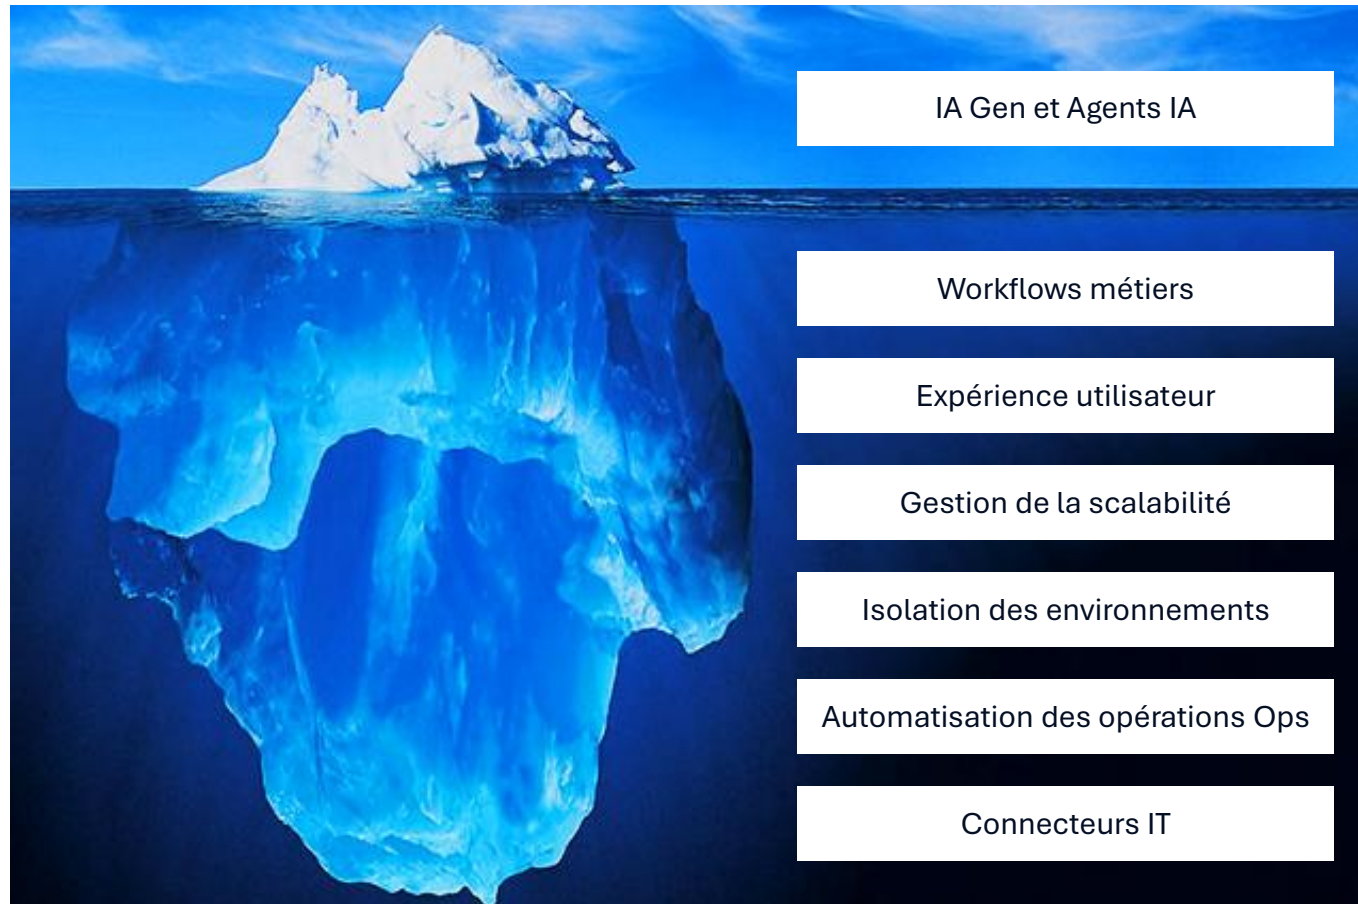 IA Gen et Agents IA
Workflows métiers
Expérience utilisateur
Gestion de la scalabilité
Isolation des environnements
Automatisation des opérations Ops
Connecteurs IT